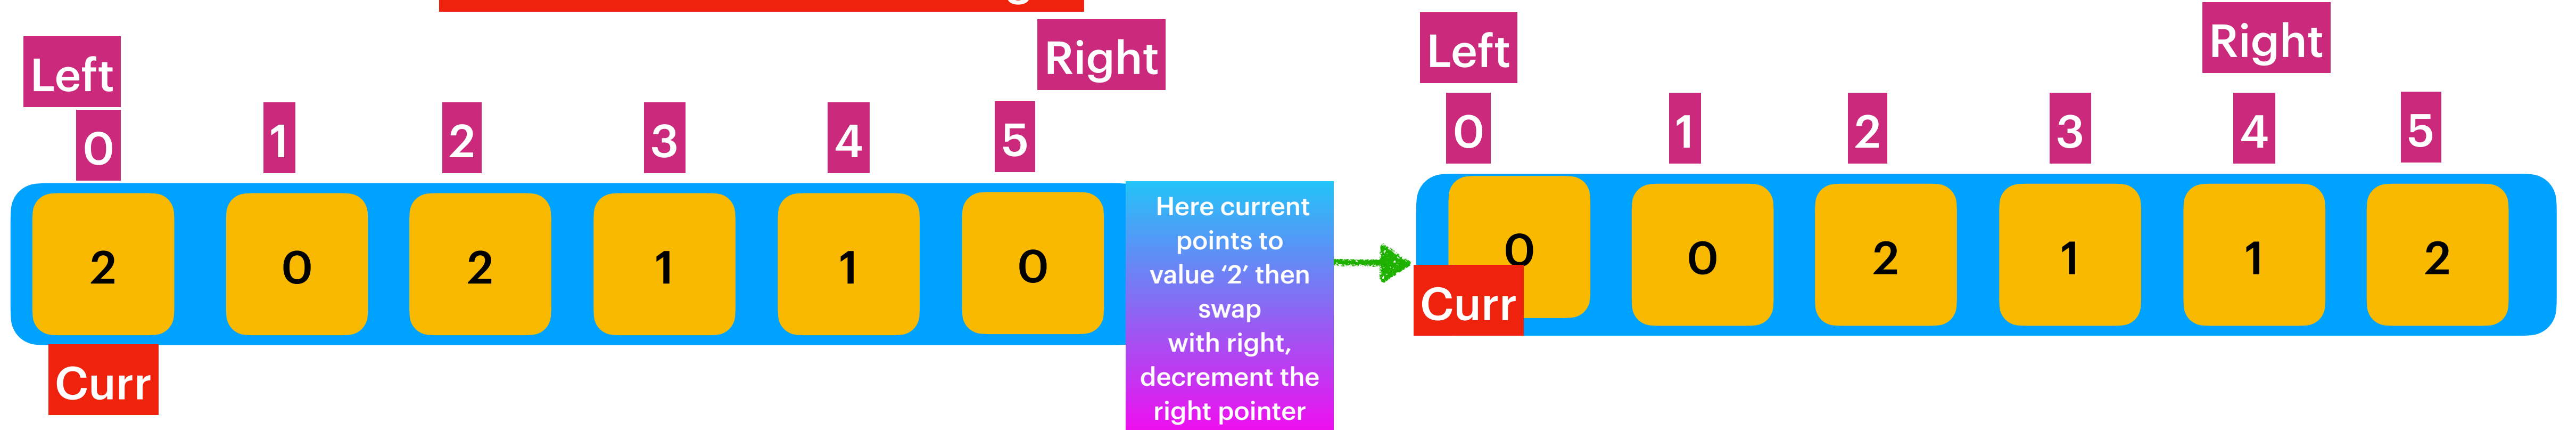 Left
Right
0 1 2 3 4 5
2 0 2 1 1 0
Curr
Here current
points to
value ‘2’ then
swap
with right,
decrement the
right pointer
Left
Right
0 1 2 3 4 5
0 0 2 1 1 2
Curr